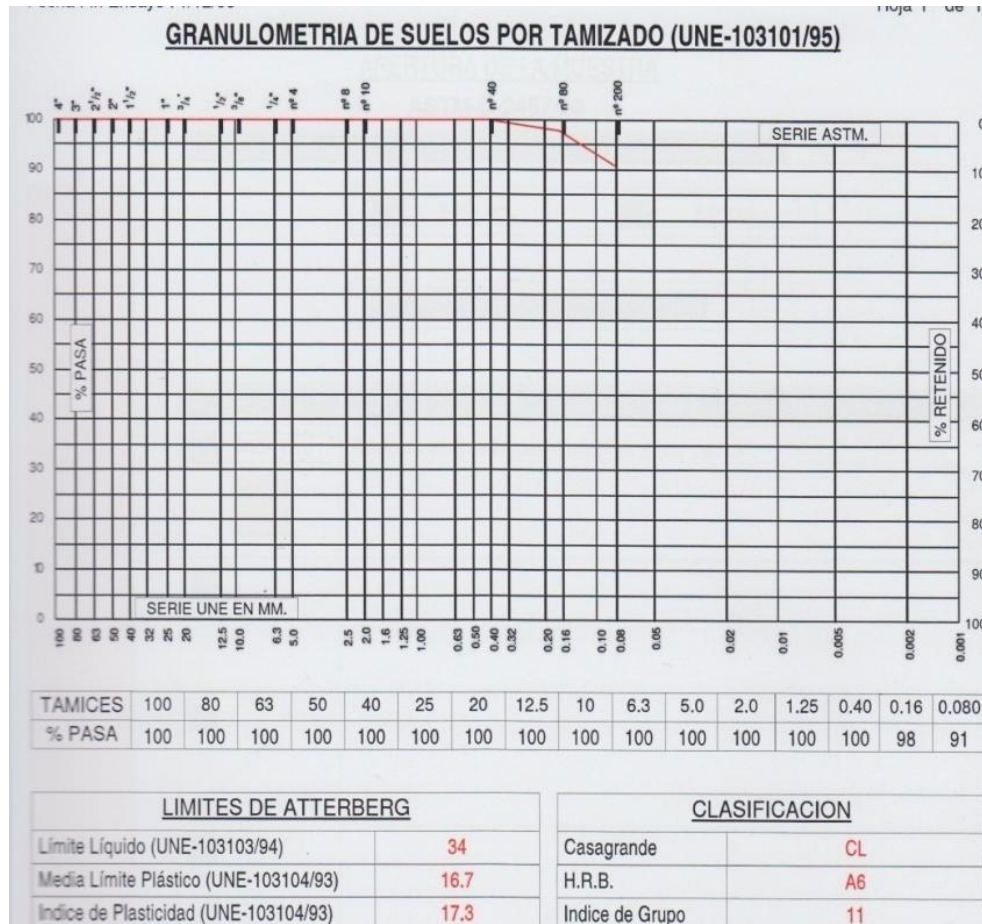 GRANULOMETRIA DE SUELOS POR TAMIZADO (UNE-103101/95)
4" 3" 2½" 2" 1½" 1" ¾" ½" ⅜" ¼" nº 4 nº 8 nº 10 nº 40 nº 80 nº 200
SERIE ASTM.
100
90
80
70
60
50
40
30
20
10
0
% PASA
% RETENIDO
SERIE UNE EN MM.
100 80 63 50 40 32 25 20 12.5 10.0 6.3 5.0 2.5 2.0 1.6 1.25 1.00 0.63 0.50 0.40 0.32 0.20 0.16 0.10 0.08 0.05 0.02 0.01 0.005 0.002 0.001
TAMICES 100 80 63 50 40 25 20 12.5 10 6.3 5.0 2.0 1.25 0.40 0.16 0.080
% PASA 100 100 100 100 100 100 100 100 100 100 100 100 100 100 98 91
LIMITES DE ATTERBERG
Límite Líquido (UNE-103103/94) 34
Media Límite Plástico (UNE-103104/93) 16.7
Indice de Plasticidad (UNE-103104/93) 17.3
CLASIFICACION
Casagrande CL
H.R.B. A6
Indice de Grupo 11